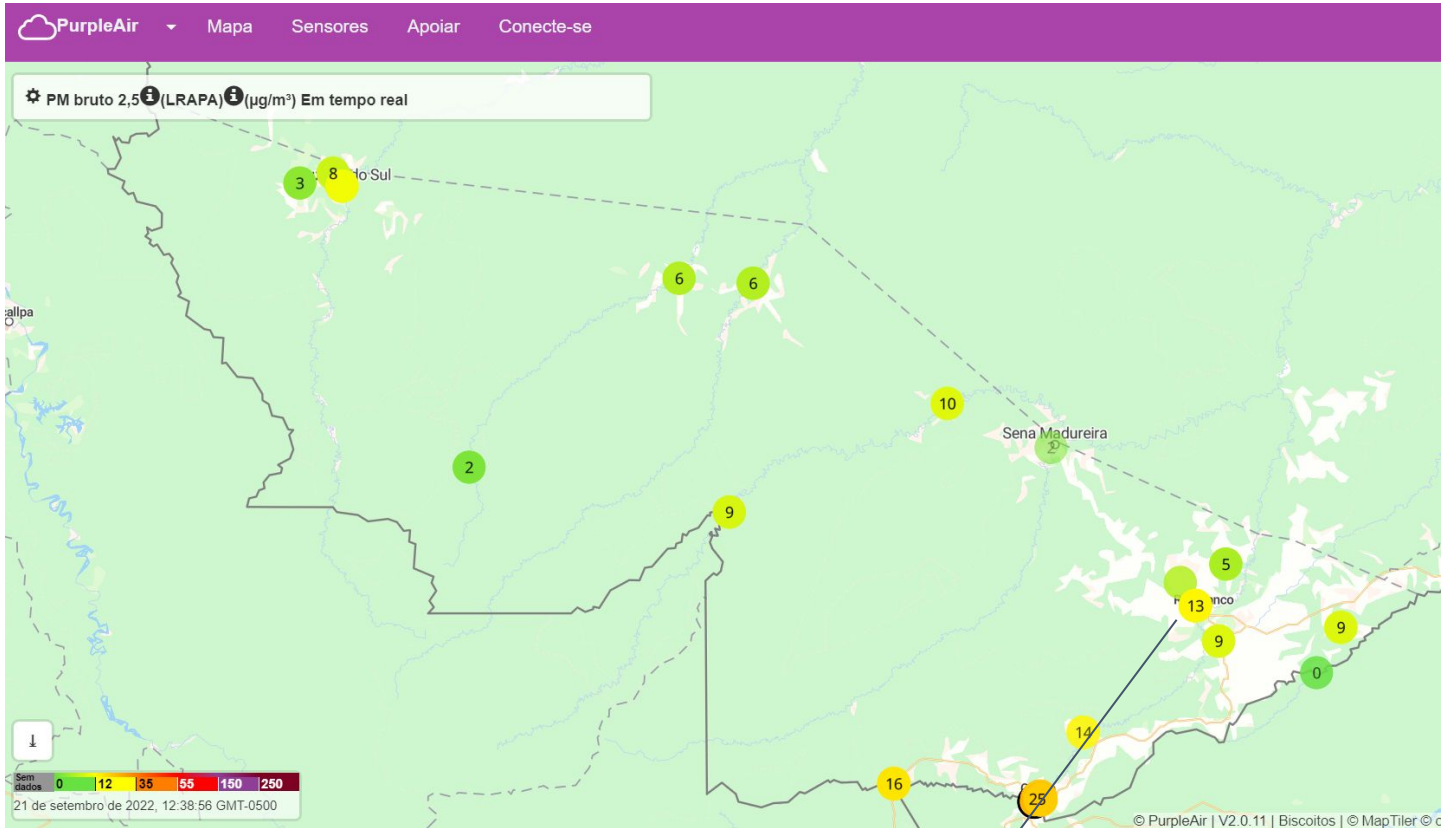 PurpleAir Mapa Sensores Apoiar Conecte-se
PM bruto 2,5 (LRAPA) (µg/m³) Em tempo real
3
8
do Sul
6
6
callpa
10
Sena Madureira
2
2
9
5
13
9
9
0
14
16
25
Sem dados 0 12 35 55 150 250
21 de setembro de 2022, 12:38:56 GMT-0500
© PurpleAir | V2.0.11 | Biscoitos | © MapTiler ©